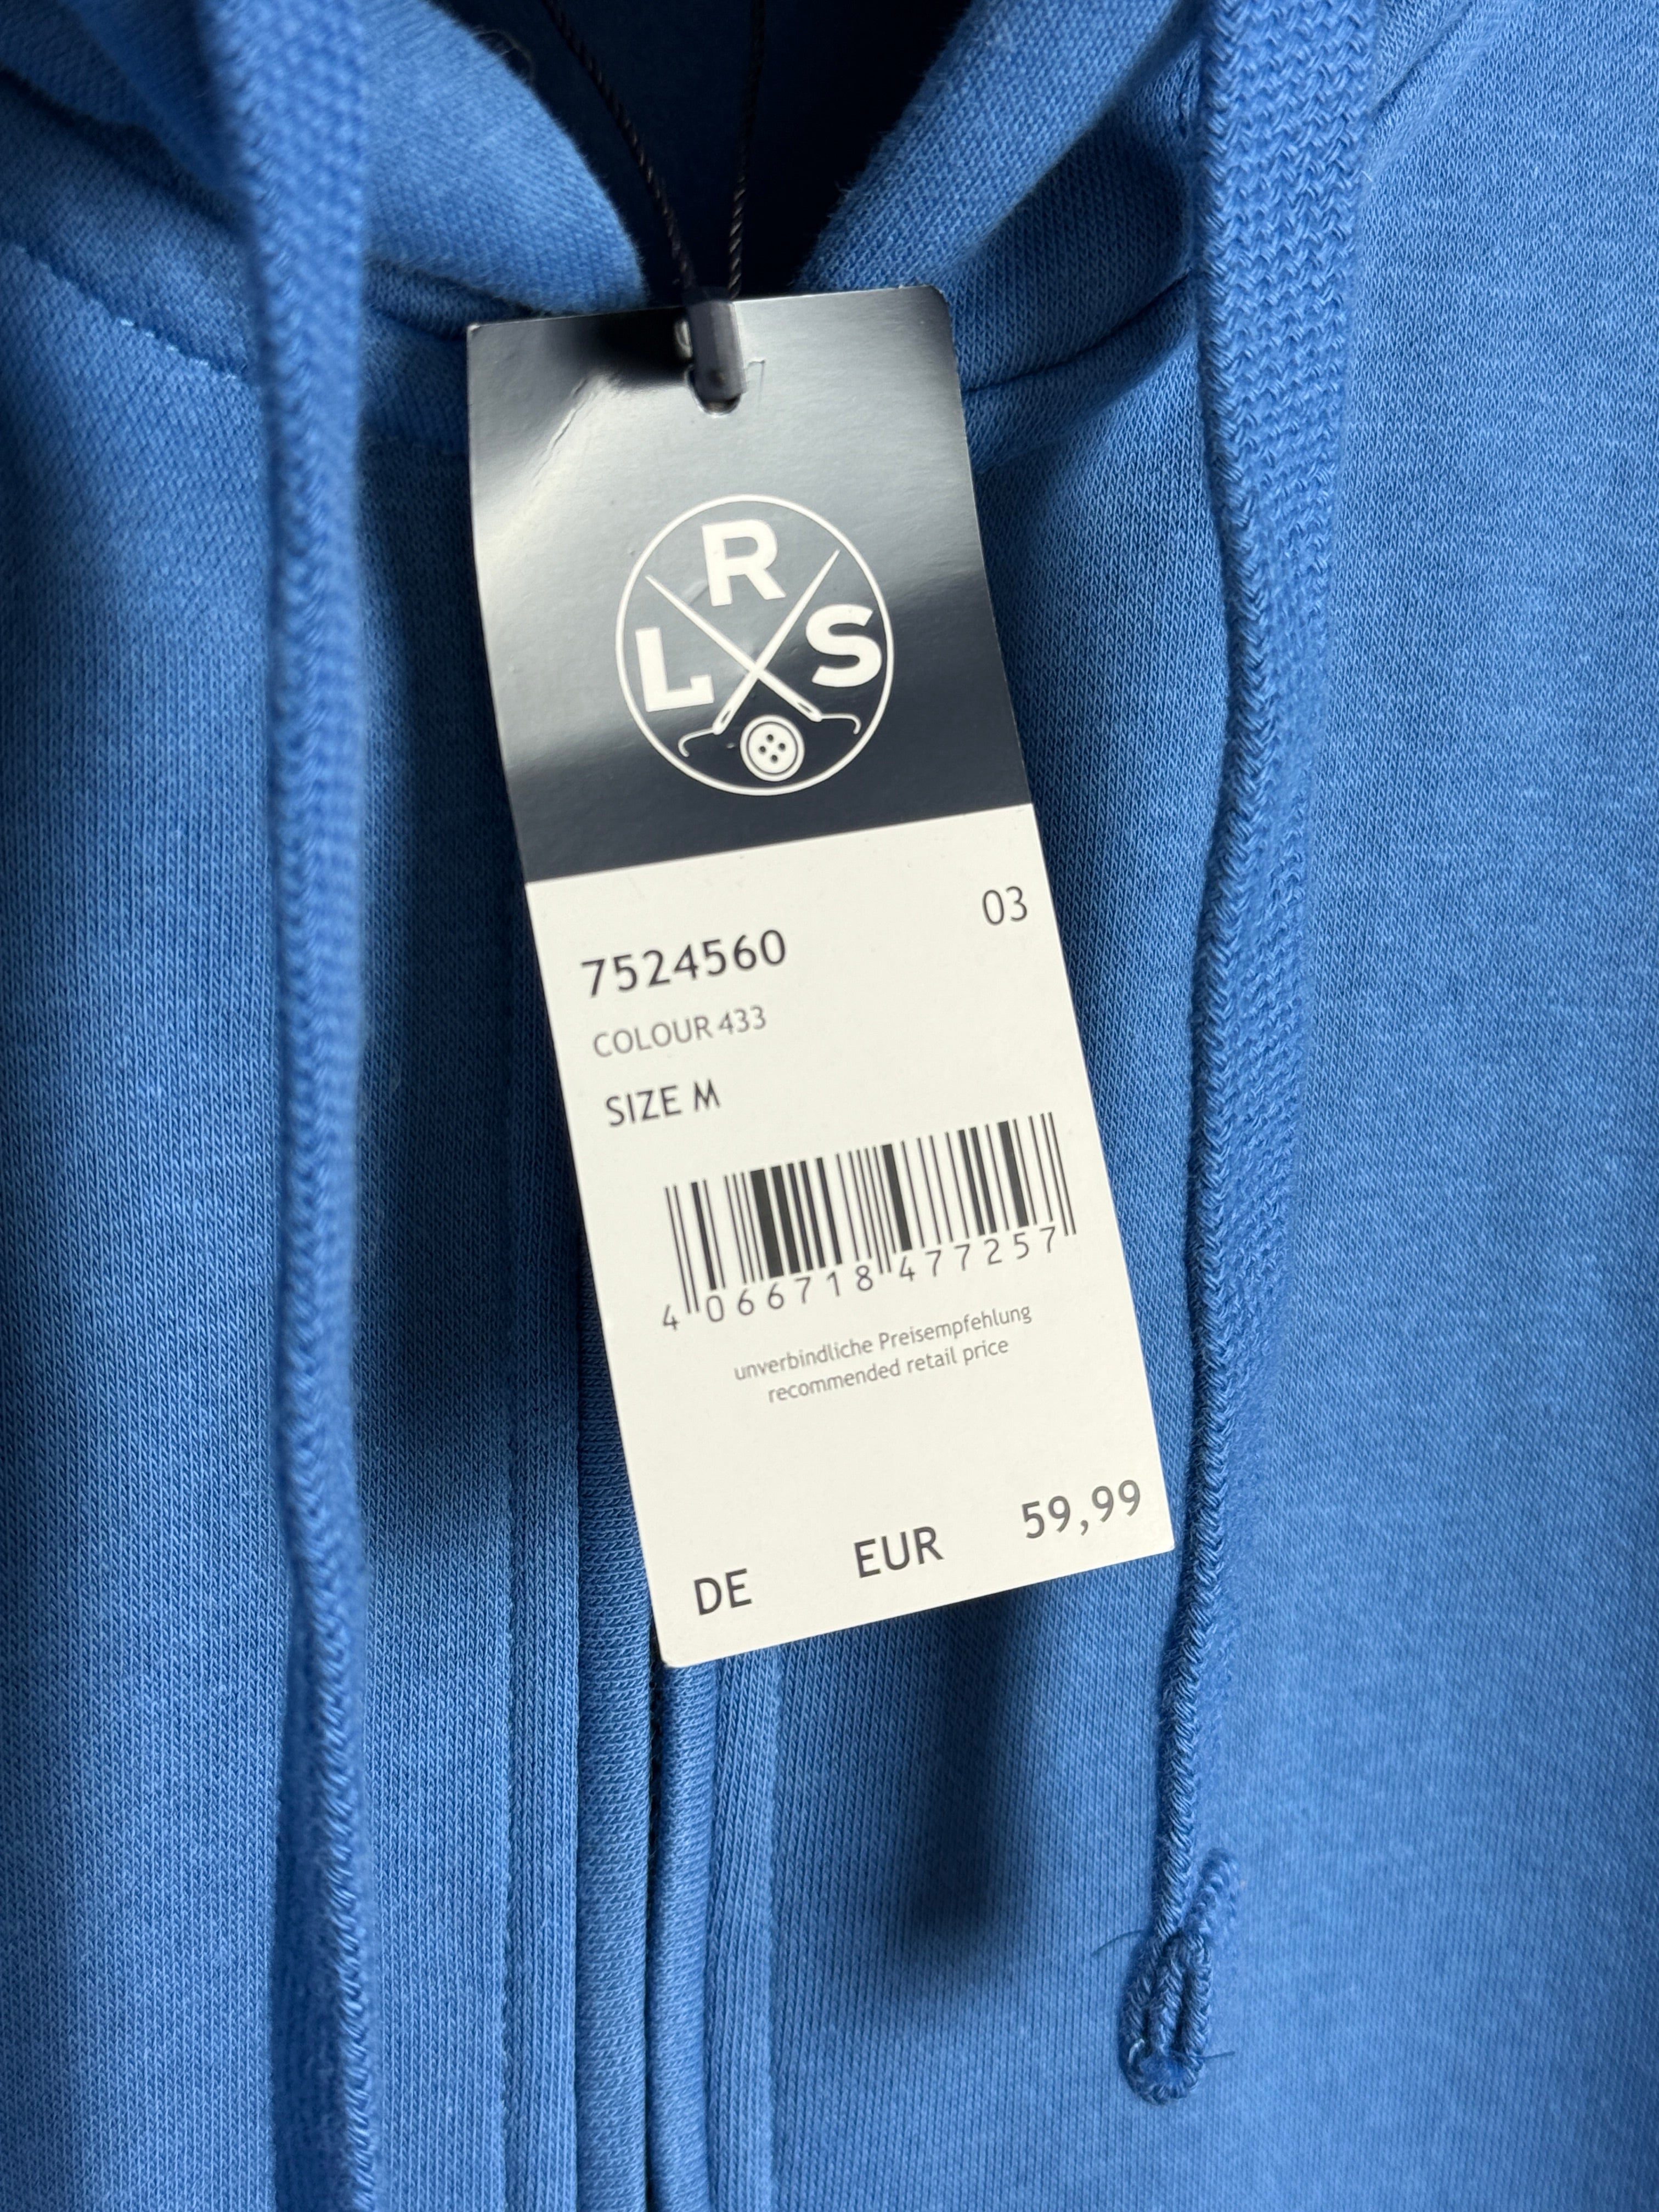 R
L S
03
7524560
COLOUR 433
SIZE M
4 066718 477257
unverbindliche Preisempfehlung
recommended retail price
DE EUR 59,99